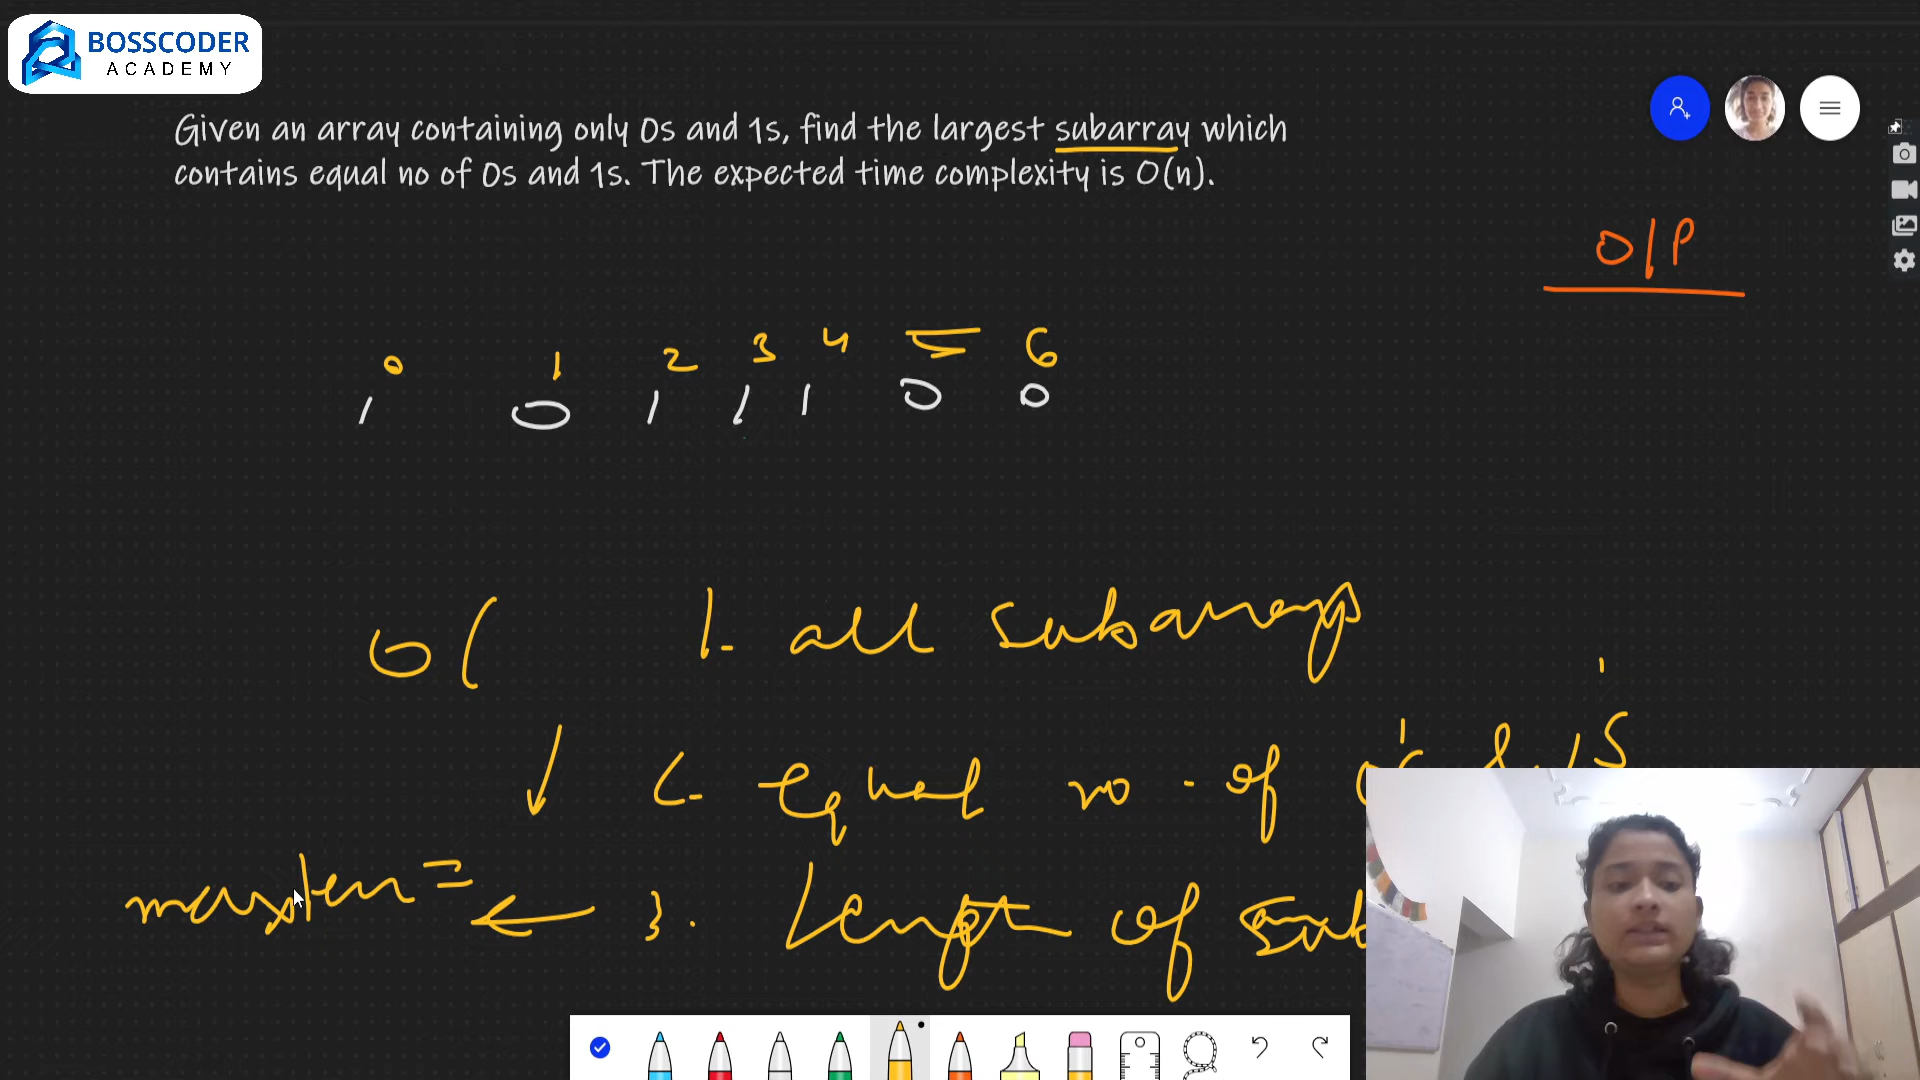 BOSSCODER
ACADEMY
Given an array containing only 0s and 1s, find the largest subarray which
contains equal no of 0s and 1s. The expected time complexity is O(n).
O/P
0 1 2 3 4 5 6
1 0 1 1 1 0 0
O( 1. all subarrays
equal no. of
maxlen = ← 3. Length of sub